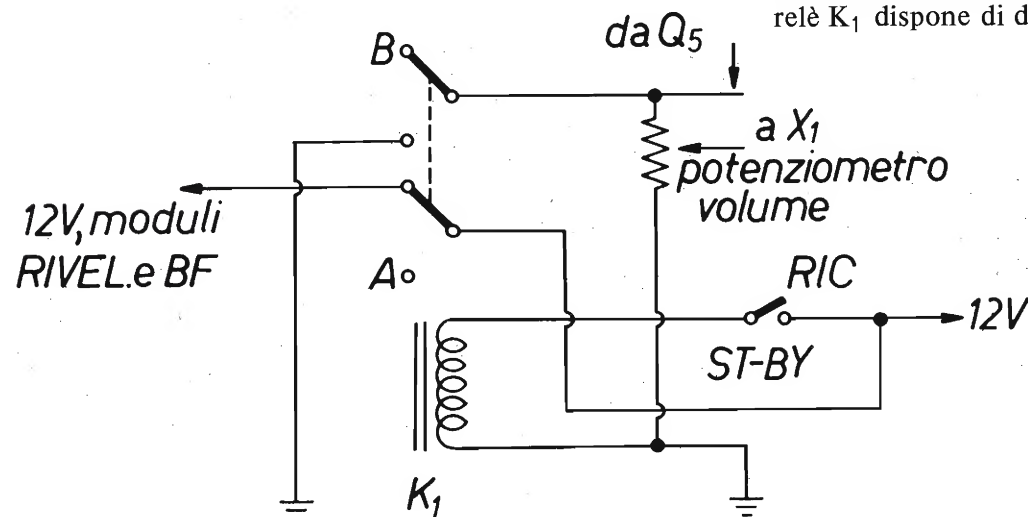 relè K₁ dispone di d
da Q₅
B
a X₁
potenziometro
volume
12V, moduli
RIVEL. e BF
A
RIC
12V
ST-BY
K₁